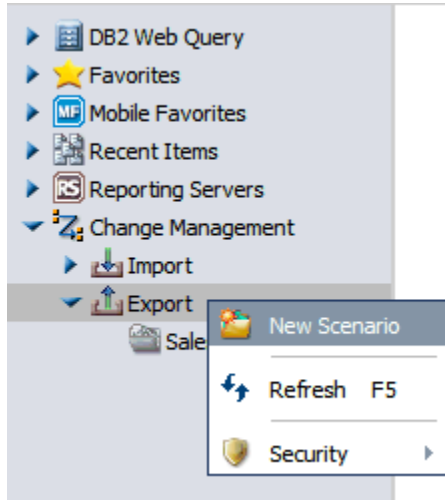 DB2 Web Query
Favorites
MF Mobile Favorites
Recent Items
RS Reporting Servers
Change Management
Import
Export
New Scenario
Sale
Refresh F5
Security